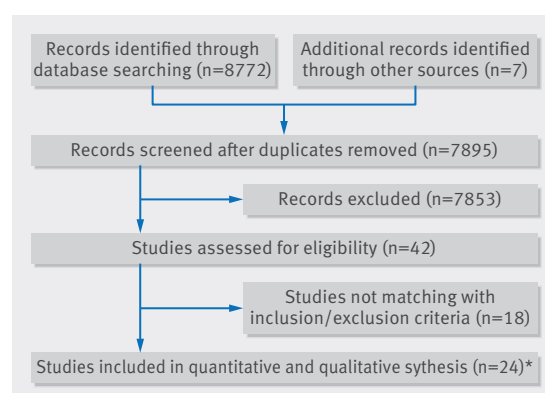 Records identified through
database searching (n=8772)
Additional records identified
through other sources (n=7)
Records screened after duplicates removed (n=7895)
Records excluded (n=7853)
Studies assessed for eligibility (n=42)
Studies not matching with
inclusion/exclusion criteria (n=18)
Studies included in quantitative and qualitative sythesis (n=24)*